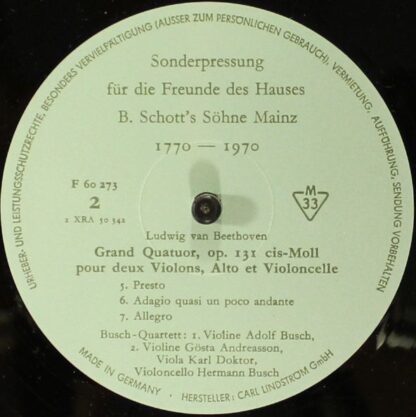 URHEBER- UND LEISTUNGSSCHUTZRECHTE, BESONDERS VERVIELFÄLTIGUNG (AUSSER ZUM PERSÖNLICHEN GEBRAUCH), VERMIETUNG, AUFFÜHRUNG, SENDUNG VORBEHALTEN
Sonderpressung
für die Freunde des Hauses
B. Schott's Söhne Mainz
1770 — 1970
F 60 273
2
1 XRA 50 342
M
33
Ludwig van Beethoven
Grand Quatuor, op. 131 cis-Moll
pour deux Violons, Alto et Violoncelle
5. Presto
6. Adagio quasi un poco andante
7. Allegro
Busch-Quartett: 1. Violine Adolf Busch,
2. Violine Gösta Andreasson,
Viola Karl Doktor,
Violoncello Hermann Busch
MADE IN GERMANY · HERSTELLER: CARL LINDSTRÖM GmbH